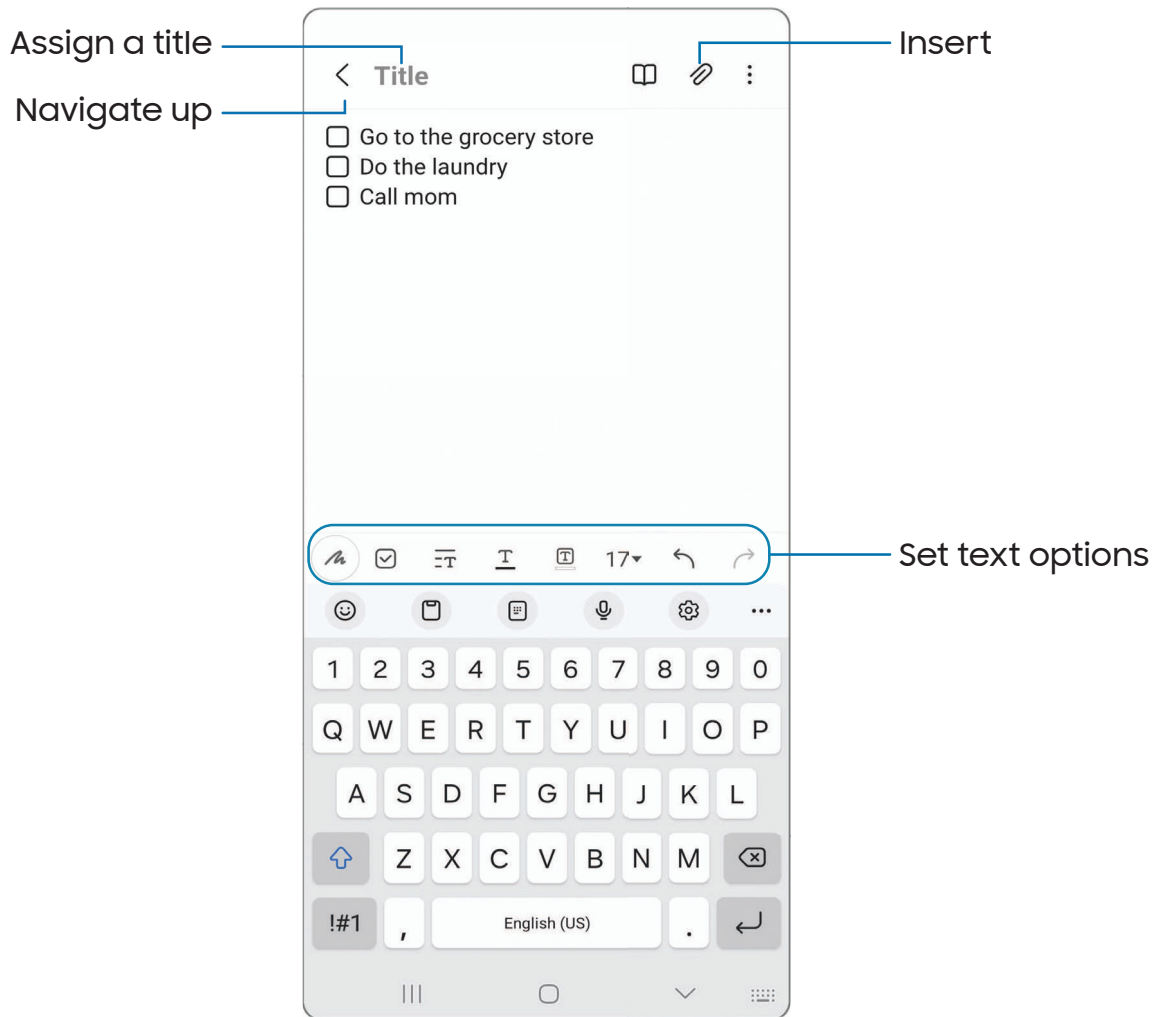 Assign a title
Insert
Title
Navigate up
Go to the grocery store
Do the laundry
Call mom
T T T 17
Set text options
1 2 3 4 5 6 7 8 9 0
Q W E R T Y U I O P
A S D F G H J K L
Z X C V B N M
!#1 , English (US) .